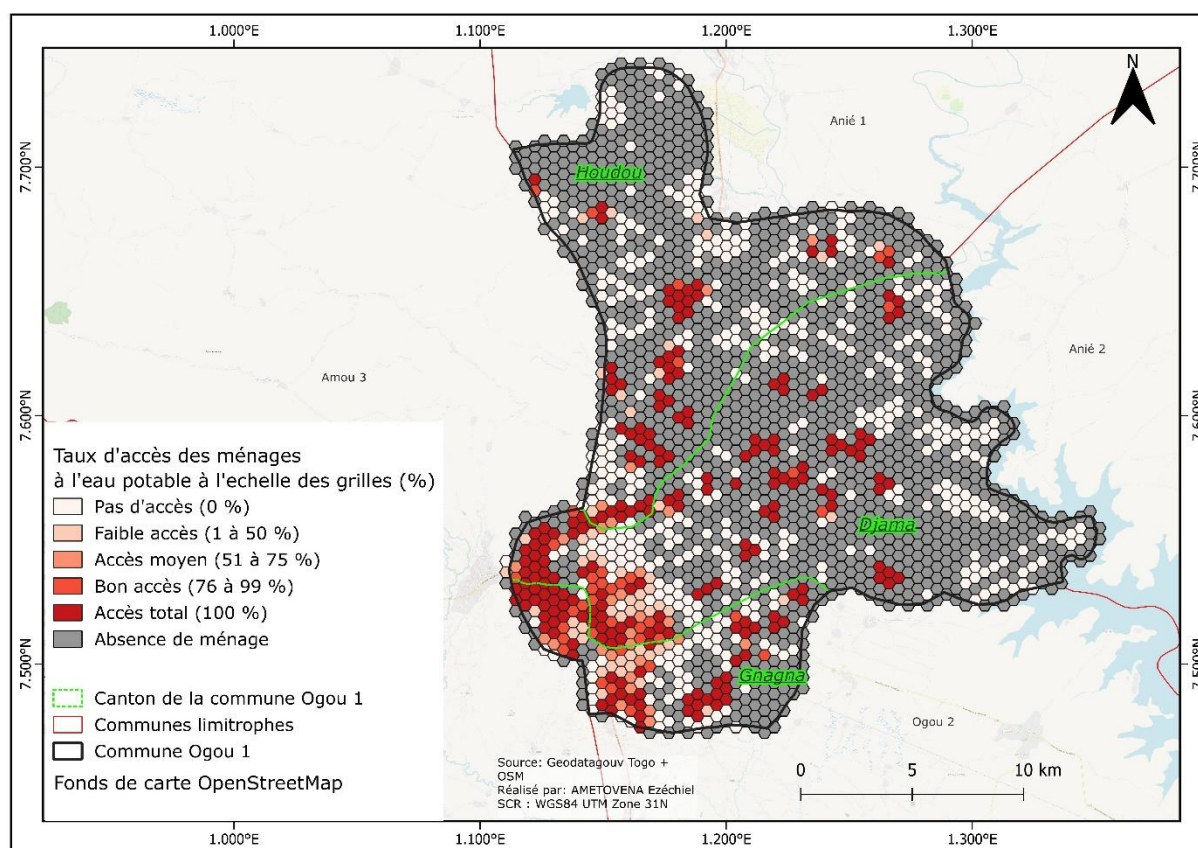 1.000°E 1.100°E 1.200°E 1.300°E
N
Anié 1
7.700°N 7.700°N
Houdou
Anié 2
Amou 3
7.600°N 7.600°N
Taux d'accès des ménages
à l'eau potable à l'echelle des grilles (%)
Pas d'accès (0 %)
Faible accès (1 à 50 %)
Accès moyen (51 à 75 %)
Bon accès (76 à 99 %)
Accès total (100 %)
Absence de ménage
Djama
7.500°N 7.500°N
Gnagna
Ogou 2
Canton de la commune Ogou 1
Communes limitrophes
Commune Ogou 1
Fonds de carte OpenStreetMap
Source: Geodatagouv Togo +
OSM
Réalisé par: AMETOVENA Ezéchiel
SCR : WGS84 UTM Zone 31N
0 5 10 km
1.000°E 1.100°E 1.200°E 1.300°E